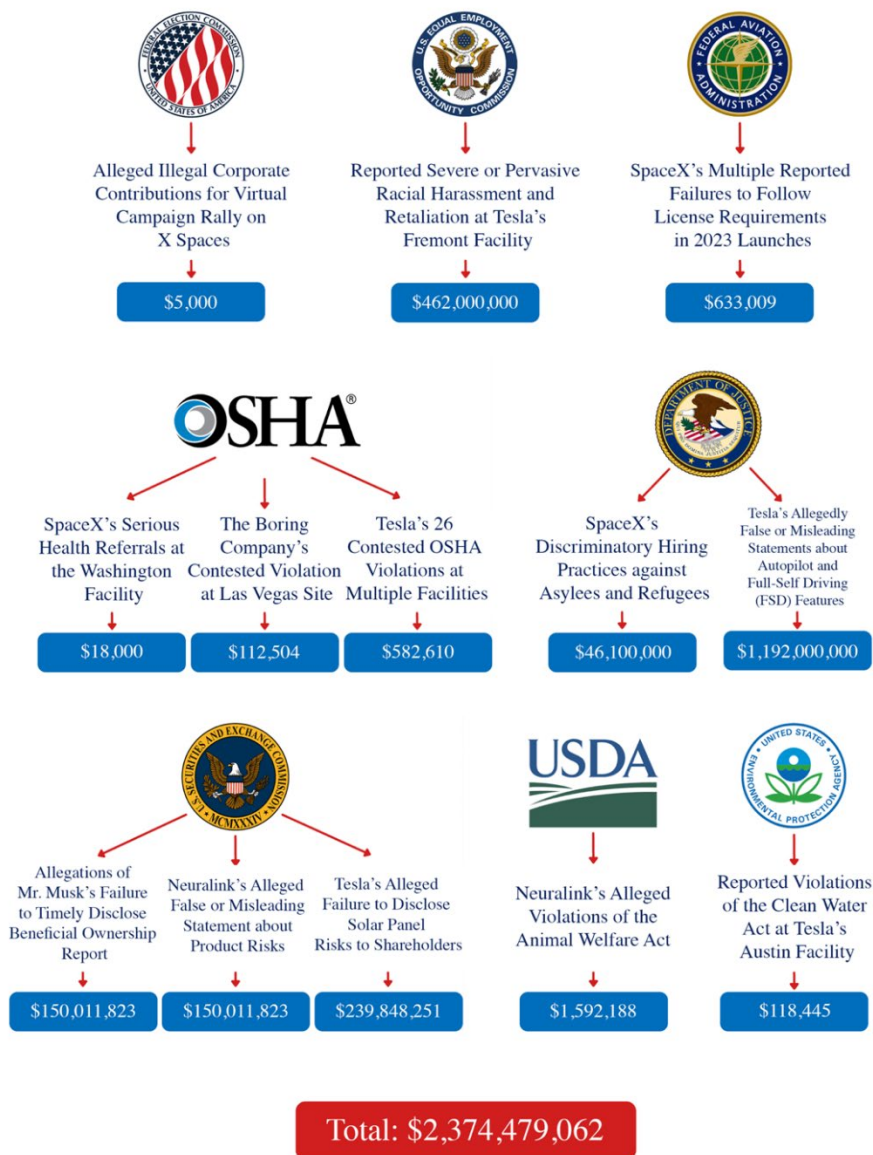 FEDERAL ELECTION COMMISSION
UNITED STATES OF AMERICA
U.S. EQUAL EMPLOYMENT
OPPORTUNITY COMMISSION
FEDERAL AVIATION
ADMINISTRATION
Alleged Illegal Corporate
Contributions for Virtual
Campaign Rally on
X Spaces
$5,000
Reported Severe or Pervasive
Racial Harassment and
Retaliation at Tesla's
Fremont Facility
$462,000,000
SpaceX's Multiple Reported
Failures to Follow
License Requirements
in 2023 Launches
$633,009
OSHA®
DEPARTMENT OF JUSTICE
SpaceX's Serious
Health Referrals at
the Washington
Facility
$18,000
The Boring
Company's
Contested Violation
at Las Vegas Site
$112,504
Tesla's 26
Contested OSHA
Violations at
Multiple Facilities
$582,610
SpaceX's
Discriminatory Hiring
Practices against
Asylees and Refugees
$46,100,000
Tesla's Allegedly
False or Misleading
Statements about
Autopilot and
Full-Self Driving
(FSD) Features
$1,192,000,000
U.S. SECURITIES AND EXCHANGE COMMISSION
MCMXXXIV
USDA
UNITED STATES
ENVIRONMENTAL PROTECTION AGENCY
Allegations of
Mr. Musk's Failure
to Timely Disclose
Beneficial Ownership
Report
$150,011,823
Neuralink's Alleged
False or Misleading
Statement about
Product Risks
$150,011,823
Tesla's Alleged
Failure to Disclose
Solar Panel
Risks to Shareholders
$239,848,251
Neuralink's Alleged
Violations of the
Animal Welfare Act
$1,592,188
Reported Violations
of the Clean Water
Act at Tesla's
Austin Facility
$118,445
Total: $2,374,479,062